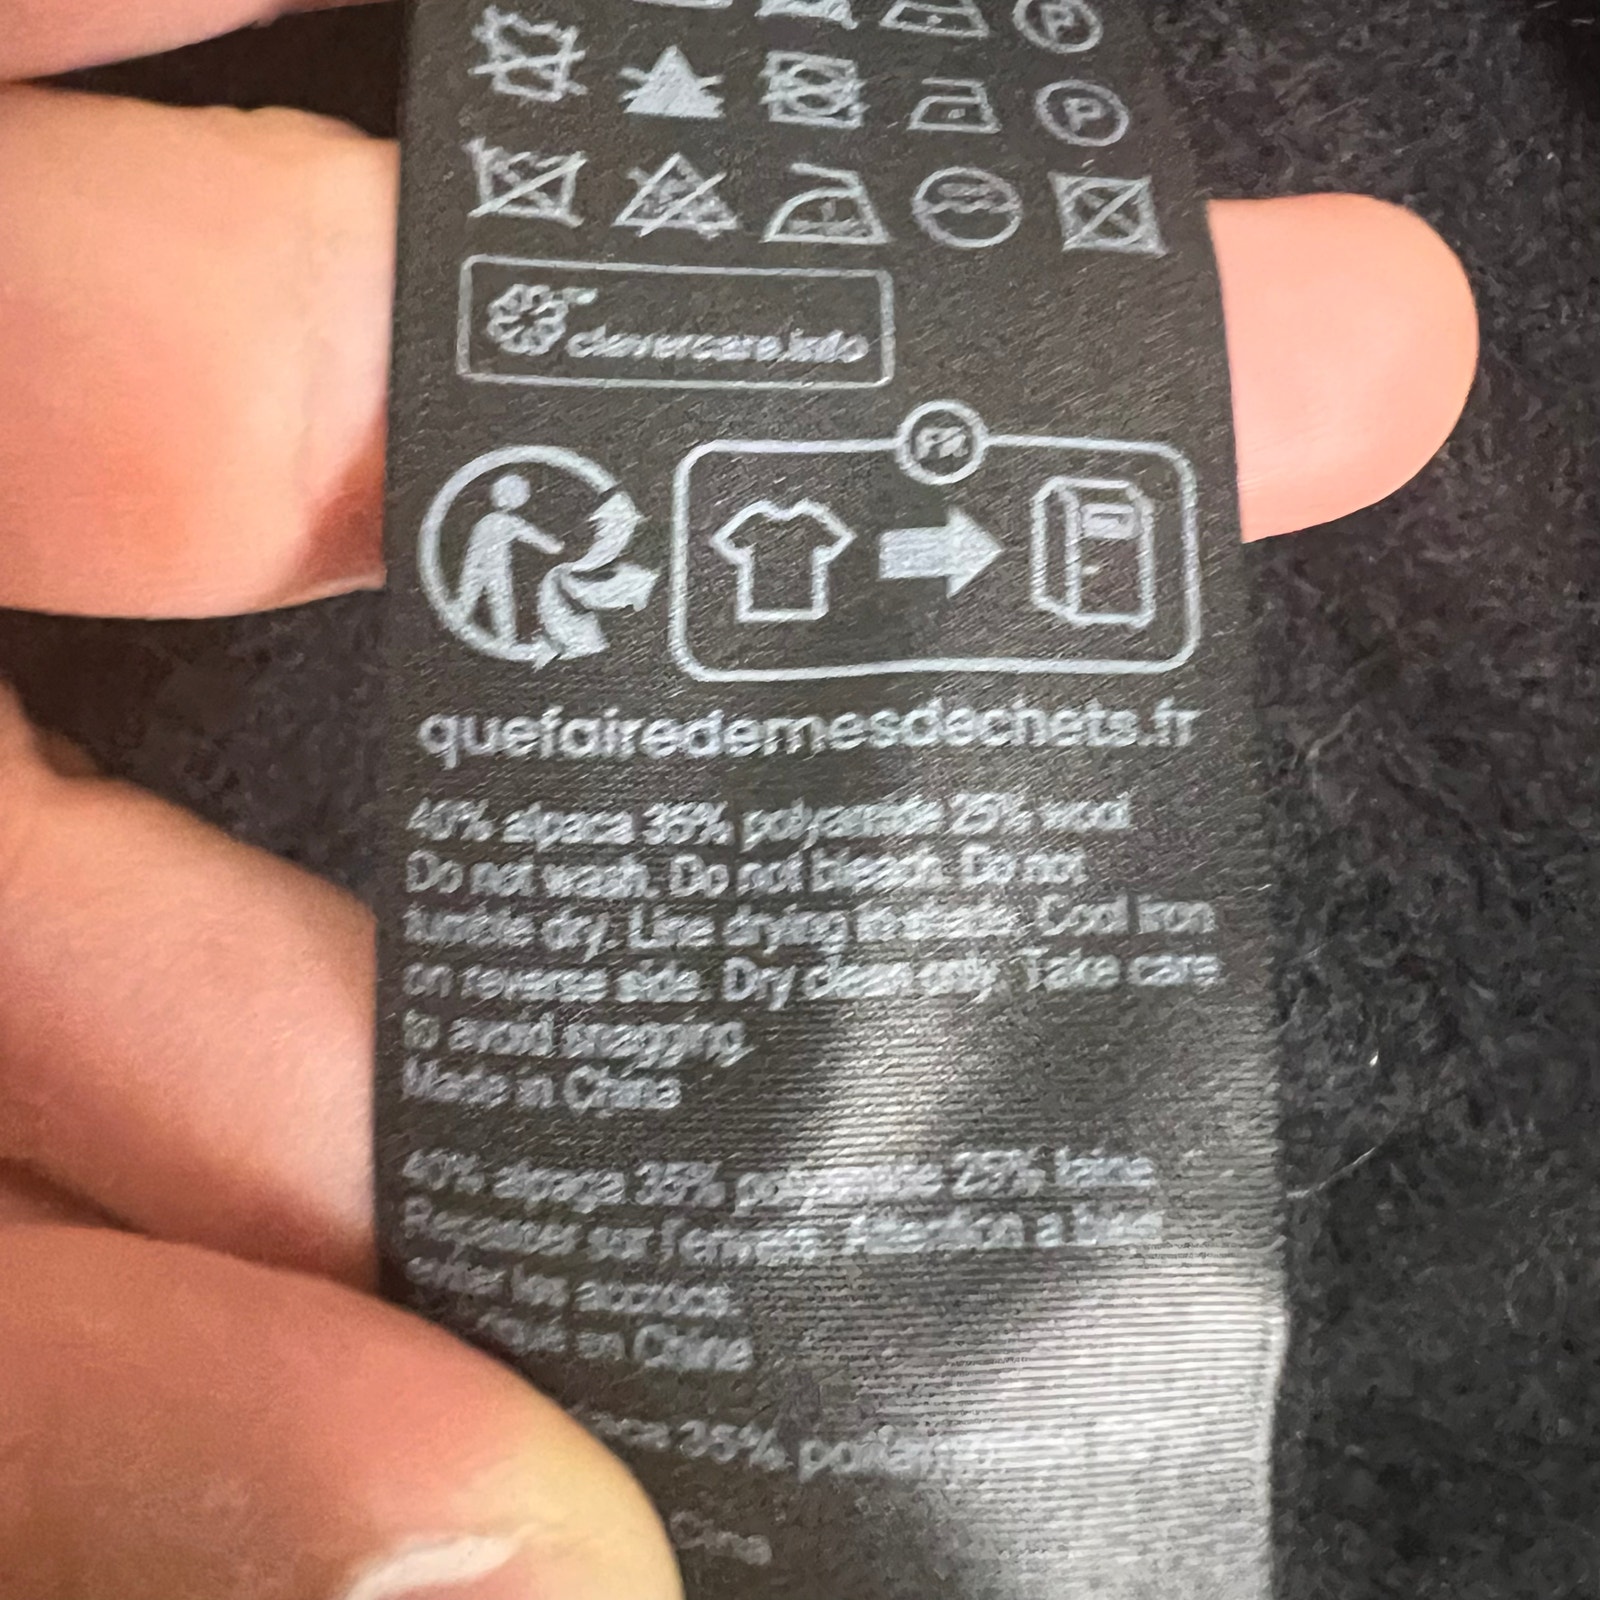 P
P
clevercare.info
FR
quefairedemesdechets.fr
40% alpaca 35% polyamide 25% wool
Do not wash. Do not bleach. Do not
tumble dry. Line drying in shade. Cool iron
on reverse side. Dry clean only. Take care
to avoid snagging.
Made in China
40% alpaga 35% polyamide 25% laine
Repasser sur l'envers. Attention à bien
éviter les accrocs.
en Chine
35%